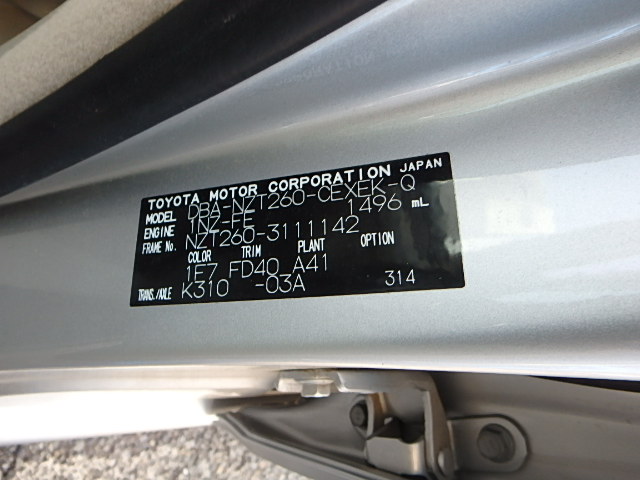 TOYOTA MOTOR CORPORATION JAPAN
MODEL DBA-NZT260-CEXEK-Q
ENGINE 1NZ-FE 1496 mL
FRAME No. NZT260-3111142
COLOR TRIM PLANT OPTION
1F7 FD40 A41
TRANS./AXLE K310 -03A 314